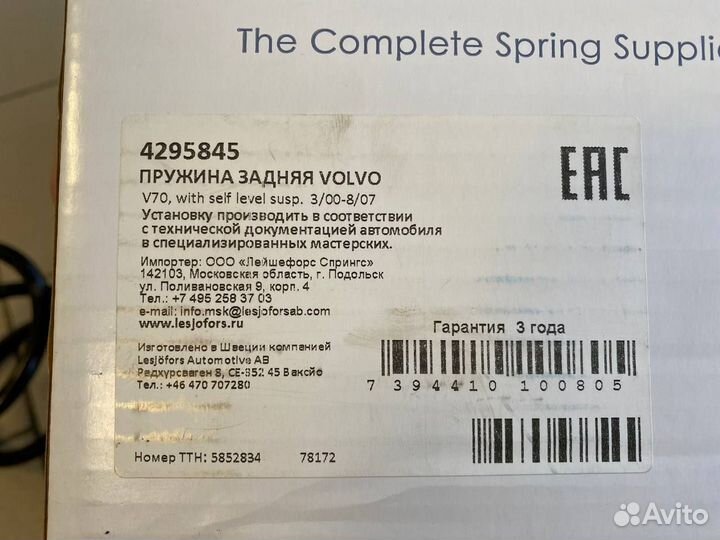 The Complete Spring Supplie
4295845
ПРУЖИНА ЗАДНЯЯ VOLVO
V70, with self level susp. 3/00-8/07
Установку производить в соответствии
с технической документацией автомобиля
в специализированных мастерских.
Импортер: ООО «Лейшефорс Спрингс»
142103, Московская область, г. Подольск
ул. Поливановская 9, корп. 4
Тел.: +7 495 258 37 03
e-mail: info.msk@lesjoforsab.com
www.lesjofors.ru
Изготовлено в Швеции компанией
Lesjöfors Automotive AB
Редхурсваген 8, СЕ-352 45 Ваксйо
Тел.: +46 470 707280
Номер ТТН: 5852834 78172
EAC
Гарантия 3 года
7 394410 100805
Avito